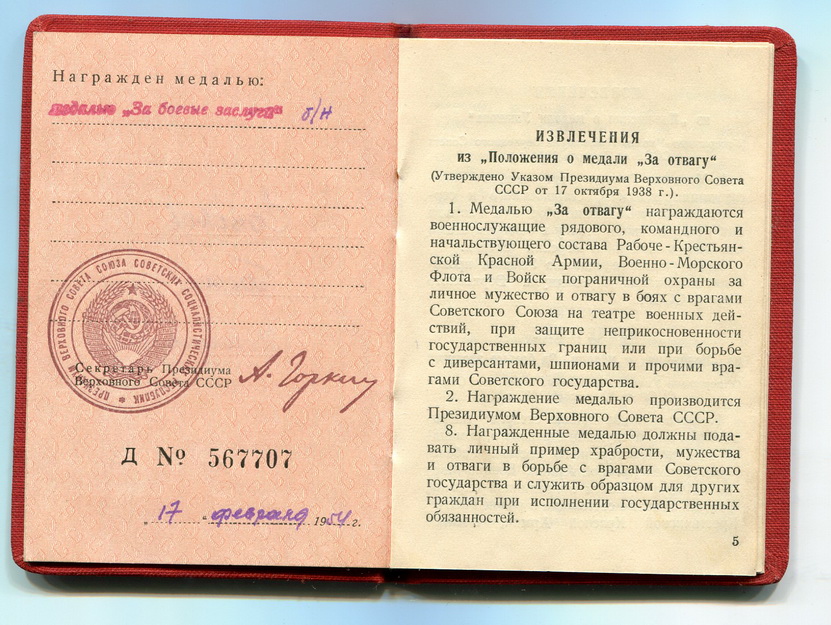 Награжден медалью:
медалью „За боевые заслуги“ б/н
ПРЕЗИДИУМ ВЕРХОВНОГО СОВЕТА СОЮЗА СОВЕТСКИХ СОЦИАЛИСТИЧЕСКИХ РЕСПУБЛИК
Секретарь Президиума
Верховного Совета СССР А. Горкин
Д № 567707
„ 17 “ февраля 1954 г.
ИЗВЛЕЧЕНИЯ
из „Положения о медали „За отвагу“
(Утверждено Указом Президиума Верховного Совета
СССР от 17 октября 1938 г.).
1. Медалью „За отвагу“ награждаются
военнослужащие рядового, командного и
начальствующего состава Рабоче-Крестьян-
ской Красной Армии, Военно-Морского
Флота и Войск пограничной охраны за
личное мужество и отвагу в боях с врагами
Советского Союза на театре военных дей-
ствий, при защите неприкосновенности
государственных границ или при борьбе
с диверсантами, шпионами и прочими вра-
гами Советского государства.
2. Награждение медалью производится
Президиумом Верховного Совета СССР.
8. Награжденные медалью должны пода-
вать личный пример храбрости, мужества
и отваги в борьбе с врагами Советского
государства и служить образцом для других
граждан при исполнении государственных
обязанностей.
5